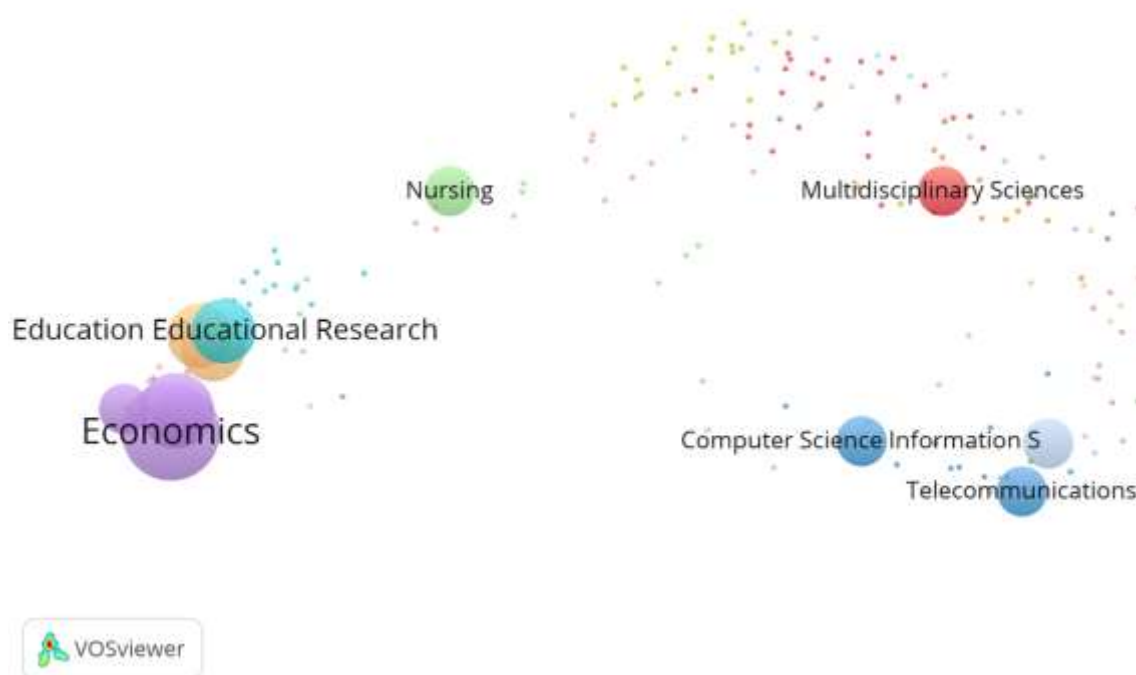 Nursing
Multidisciplinary Sciences
Education Educational Research
Economics
Computer Science Information S
Telecommunications
VOSviewer